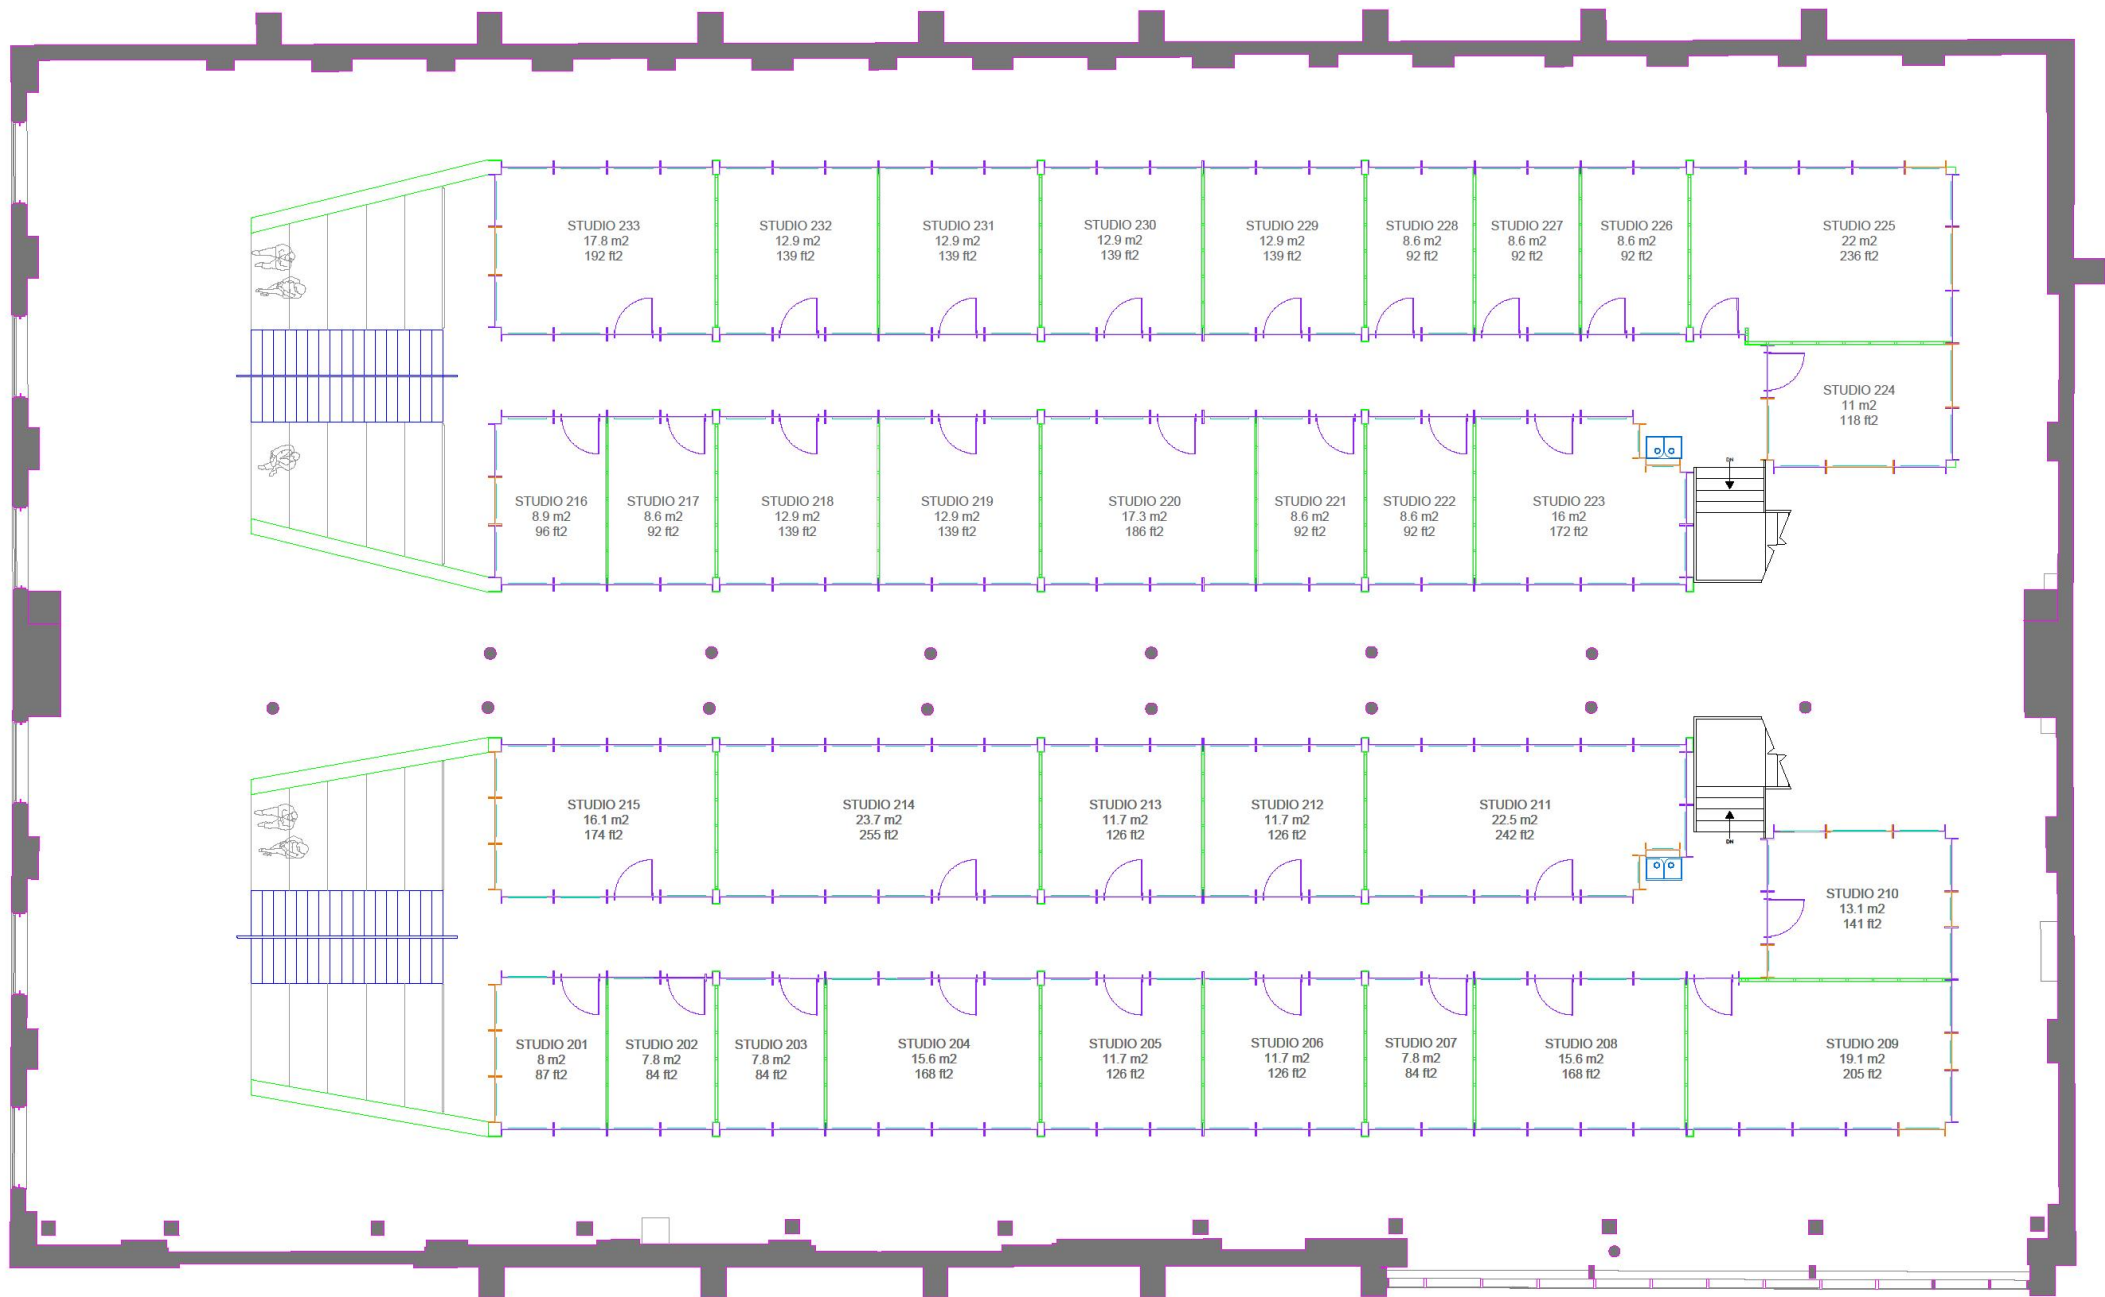 STUDIO 233
17.8 m2
192 ft2
STUDIO 232
12.9 m2
139 ft2
STUDIO 231
12.9 m2
139 ft2
STUDIO 230
12.9 m2
139 ft2
STUDIO 229
12.9 m2
139 ft2
STUDIO 228
8.6 m2
92 ft2
STUDIO 227
8.6 m2
92 ft2
STUDIO 226
8.6 m2
92 ft2
STUDIO 225
22 m2
236 ft2
STUDIO 224
11 m2
118 ft2
STUDIO 216
8.9 m2
96 ft2
STUDIO 217
8.6 m2
92 ft2
STUDIO 218
12.9 m2
139 ft2
STUDIO 219
12.9 m2
139 ft2
STUDIO 220
17.3 m2
186 ft2
STUDIO 221
8.6 m2
92 ft2
STUDIO 222
8.6 m2
92 ft2
STUDIO 223
16 m2
172 ft2
DN
STUDIO 215
16.1 m2
174 ft2
STUDIO 214
23.7 m2
255 ft2
STUDIO 213
11.7 m2
126 ft2
STUDIO 212
11.7 m2
126 ft2
STUDIO 211
22.5 m2
242 ft2
DN
STUDIO 210
13.1 m2
141 ft2
STUDIO 201
8 m2
87 ft2
STUDIO 202
7.8 m2
84 ft2
STUDIO 203
7.8 m2
84 ft2
STUDIO 204
15.6 m2
168 ft2
STUDIO 205
11.7 m2
126 ft2
STUDIO 206
11.7 m2
126 ft2
STUDIO 207
7.8 m2
84 ft2
STUDIO 208
15.6 m2
168 ft2
STUDIO 209
19.1 m2
205 ft2